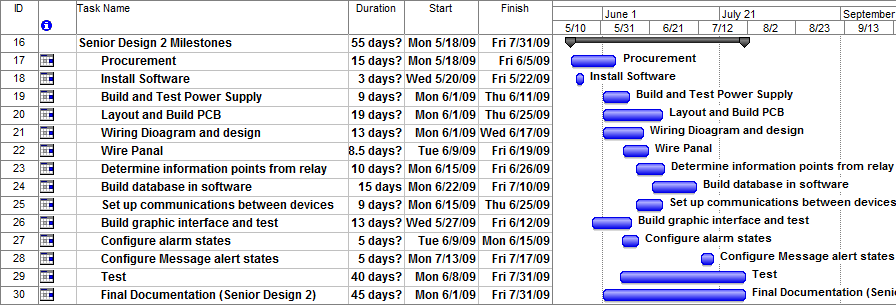 ID Task Name Duration Start Finish June 1 July 21 September
5/10 5/31 6/21 7/12 8/2 8/23 9/13
16 Senior Design 2 Milestones 55 days? Mon 5/18/09 Fri 7/31/09
17 Procurement 15 days? Mon 5/18/09 Fri 6/5/09 Procurement
18 Install Software 3 days? Wed 5/20/09 Fri 5/22/09 Install Software
19 Build and Test Power Supply 9 days? Mon 6/1/09 Thu 6/11/09 Build and Test Power Supply
20 Layout and Build PCB 19 days? Mon 6/1/09 Thu 6/25/09 Layout and Build PCB
21 Wiring Dioagram and design 13 days? Mon 6/1/09 Wed 6/17/09 Wiring Dioagram and design
22 Wire Panal 8.5 days? Tue 6/9/09 Fri 6/19/09 Wire Panal
23 Determine information points from relay 10 days? Mon 6/15/09 Fri 6/26/09 Determine information points from relay
24 Build database in software 15 days Mon 6/22/09 Fri 7/10/09 Build database in software
25 Set up communications between devices 9 days? Mon 6/15/09 Thu 6/25/09 Set up communications between devices
26 Build graphic interface and test 13 days? Wed 5/27/09 Fri 6/12/09 Build graphic interface and test
27 Configure alarm states 5 days? Tue 6/9/09 Mon 6/15/09 Configure alarm states
28 Configure Message alert states 5 days? Mon 7/13/09 Fri 7/17/09 Configure Message alert states
29 Test 40 days? Mon 6/8/09 Fri 7/31/09 Test
30 Final Documentation (Senior Design 2) 45 days? Mon 6/1/09 Fri 7/31/09 Final Documentation (Senior